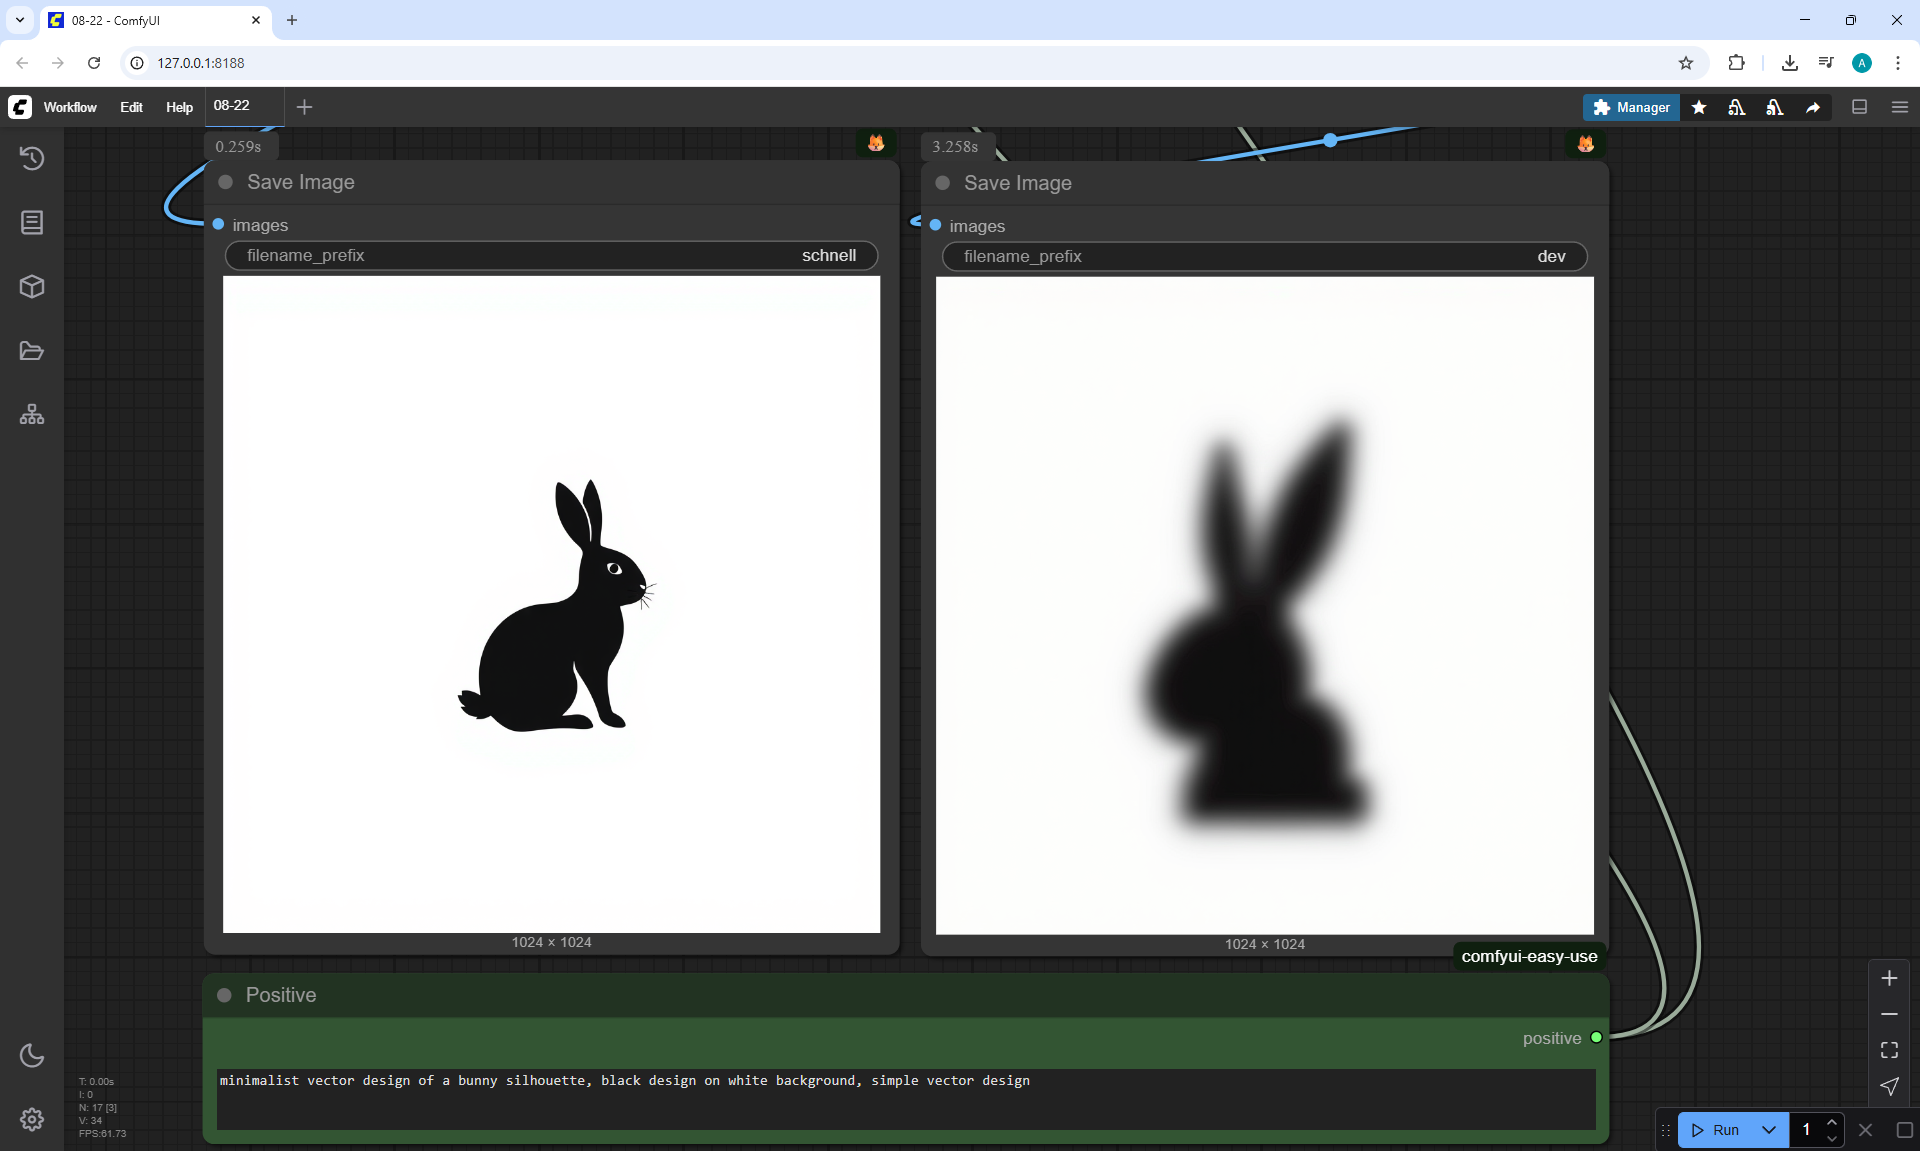 08-22 - ComfyUI
127.0.0.1:8188
Workflow Edit Help 08-22 Manager
A
0.259s
3.258s
Save Image
images
filename_prefix schnell
1024 × 1024
Save Image
images
filename_prefix dev
1024 × 1024
comfyui-easy-use
Positive
positive
minimalist vector design of a bunny silhouette, black design on white background, simple vector design
T: 0.00s
I: 0
N: 17 [3]
V: 34
FPS:61.73
Run 1